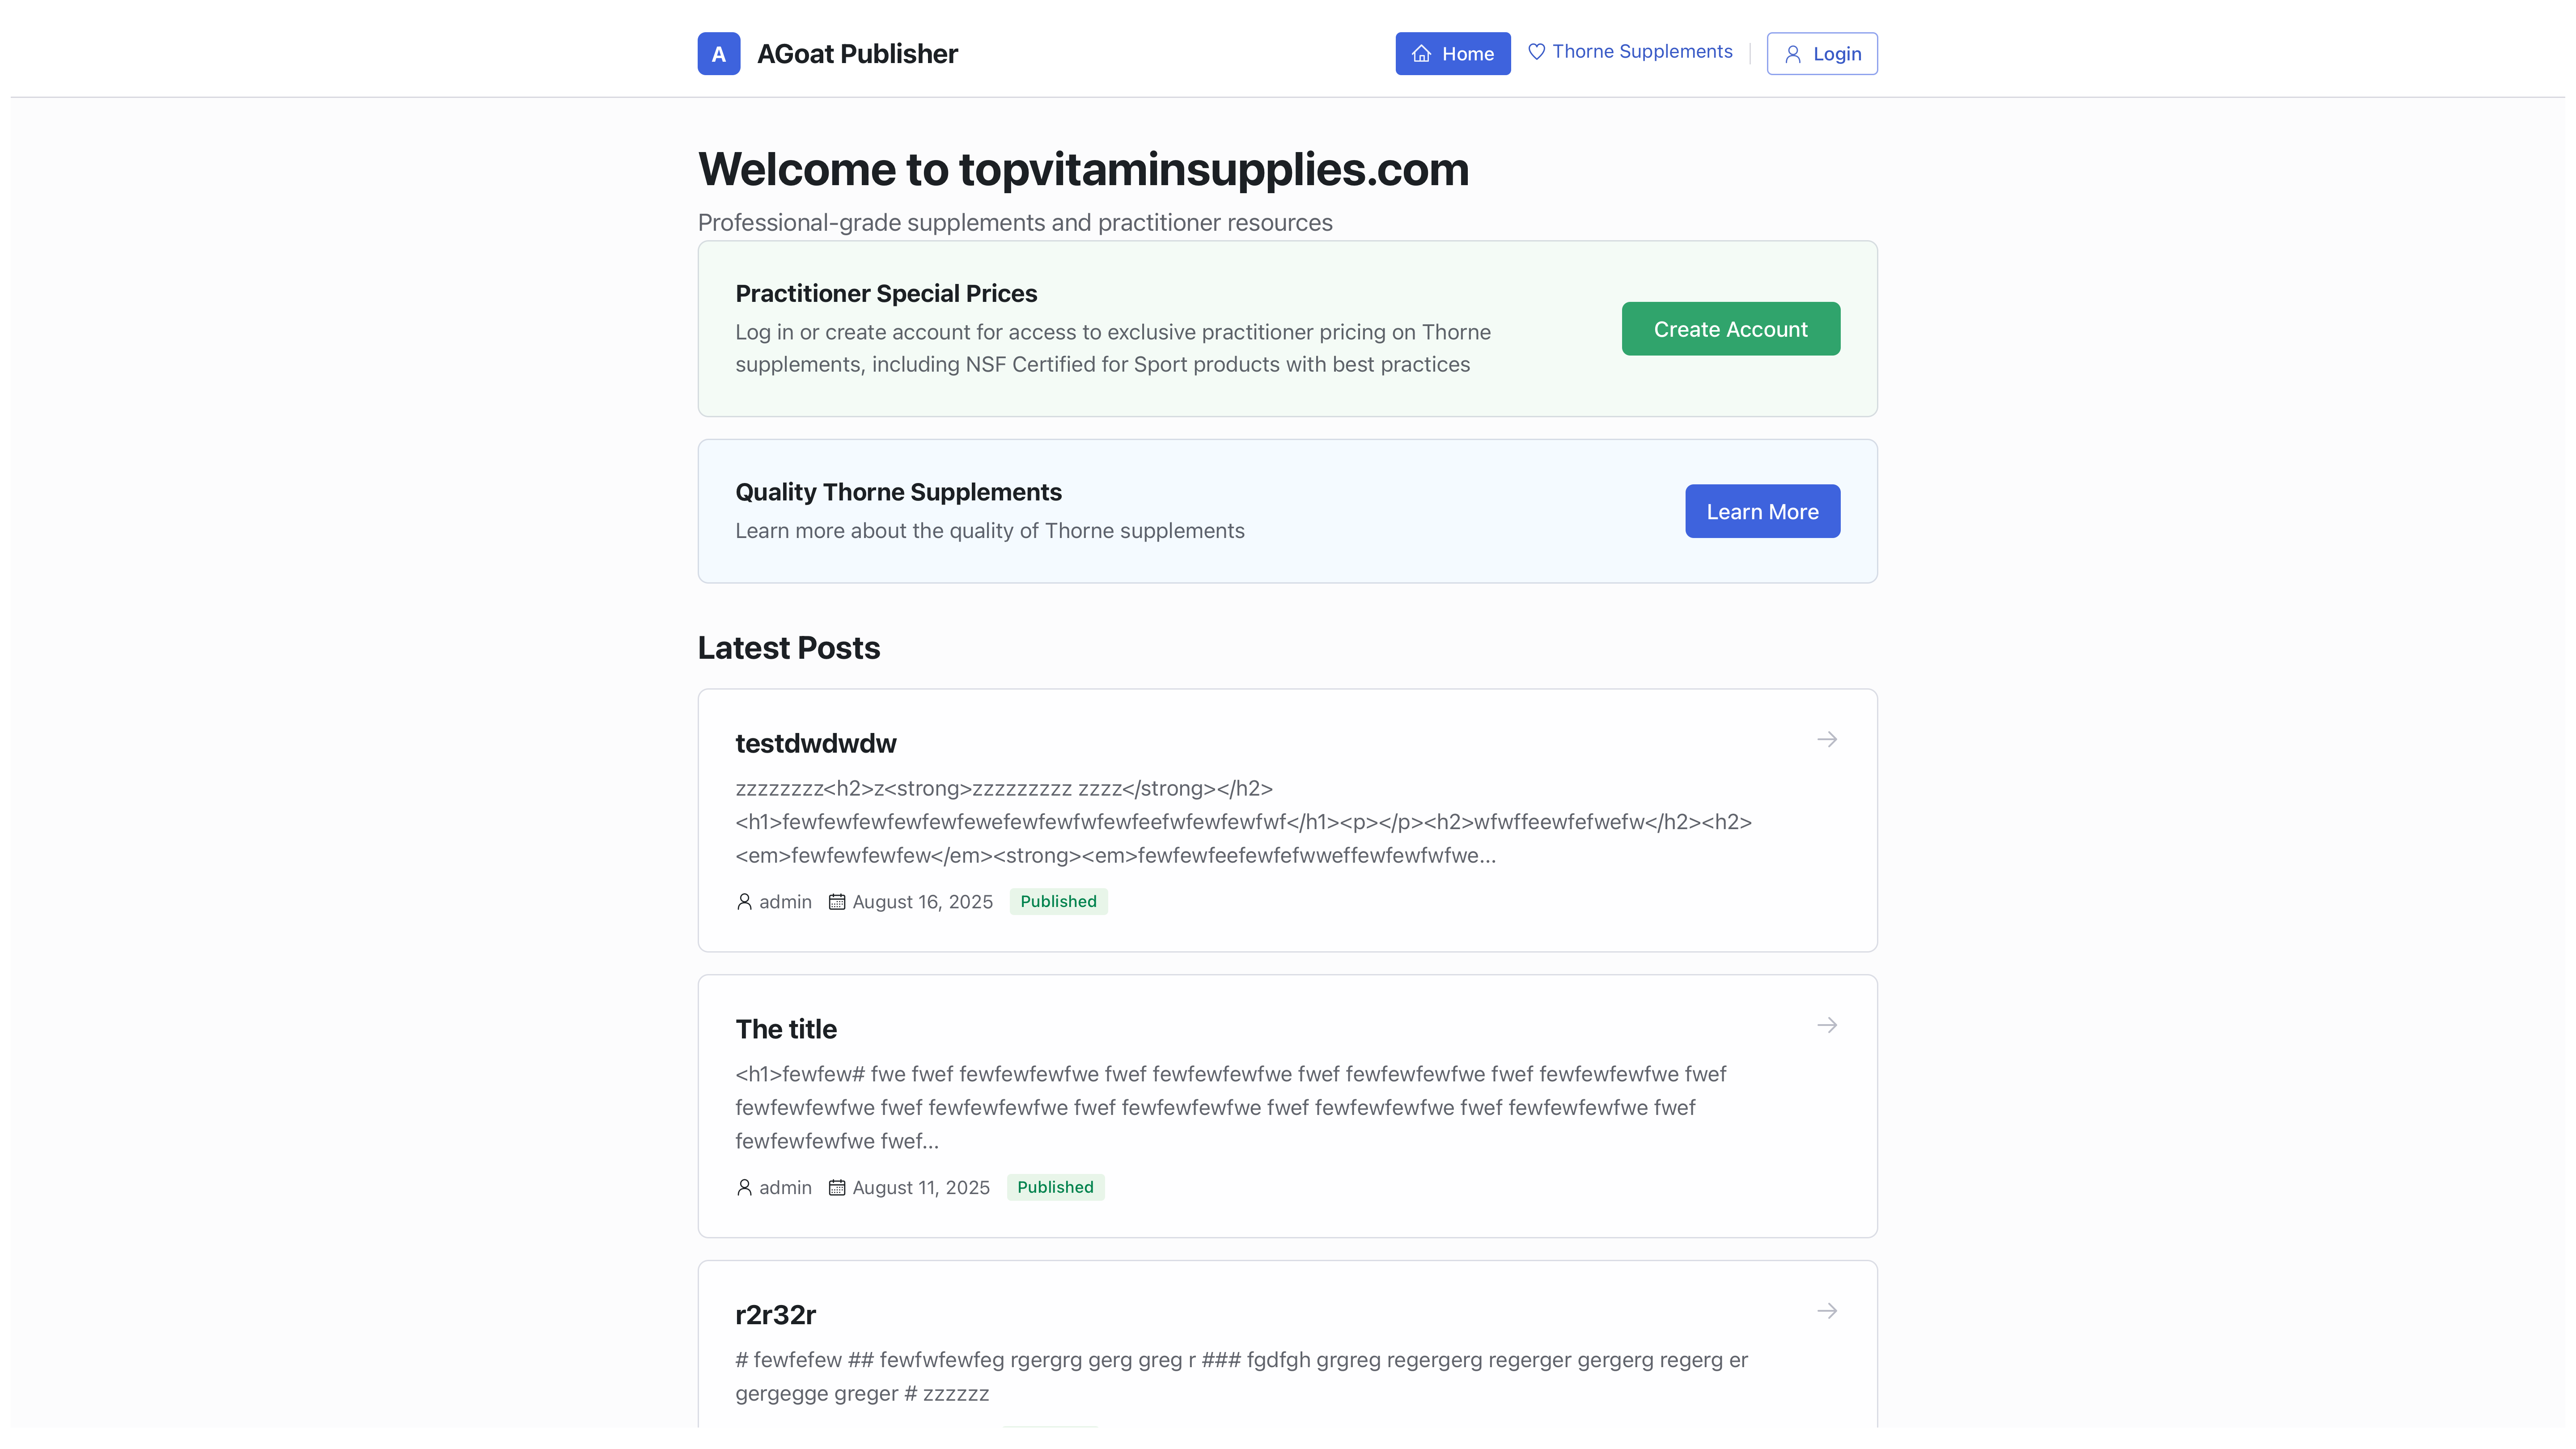 A AGoat Publisher Home Thorne Supplements Login
Welcome to topvitaminsupplies.com
Professional-grade supplements and practitioner resources
Practitioner Special Prices
Log in or create account for access to exclusive practitioner pricing on Thorne
supplements, including NSF Certified for Sport products with best practices
Create Account
Quality Thorne Supplements
Learn more about the quality of Thorne supplements
Learn More
Latest Posts
testdwdwdw
zzzzzzzz<h2>z<strong>zzzzzzzzz zzzz</strong></h2>
<h1>fewfewfewfewfewfewefewfewfwfewfeefwfewfewfwf</h1><p></p><h2>wfwffeewfefwefw</h2><h2>
<em>fewfewfewfew</em><strong><em>fewfewfeefewfefwweffewfewfwfwe...
admin August 16, 2025 Published
The title
<h1>fewfew# fwe fwef fewfewfewfwe fwef fewfewfewfwe fwef fewfewfewfwe fwef fewfewfewfwe fwef
fewfewfewfwe fwef fewfewfewfwe fwef fewfewfewfwe fwef fewfewfewfwe fwef fewfewfewfwe fwef
fewfewfewfwe fwef...
admin August 11, 2025 Published
r2r32r
# fewfefew ## fewfwfewfeg rgergrg gerg greg r ### fgdfgh grgreg regergerg regerger gergerg regerg er
gergegge greger # zzzzzz